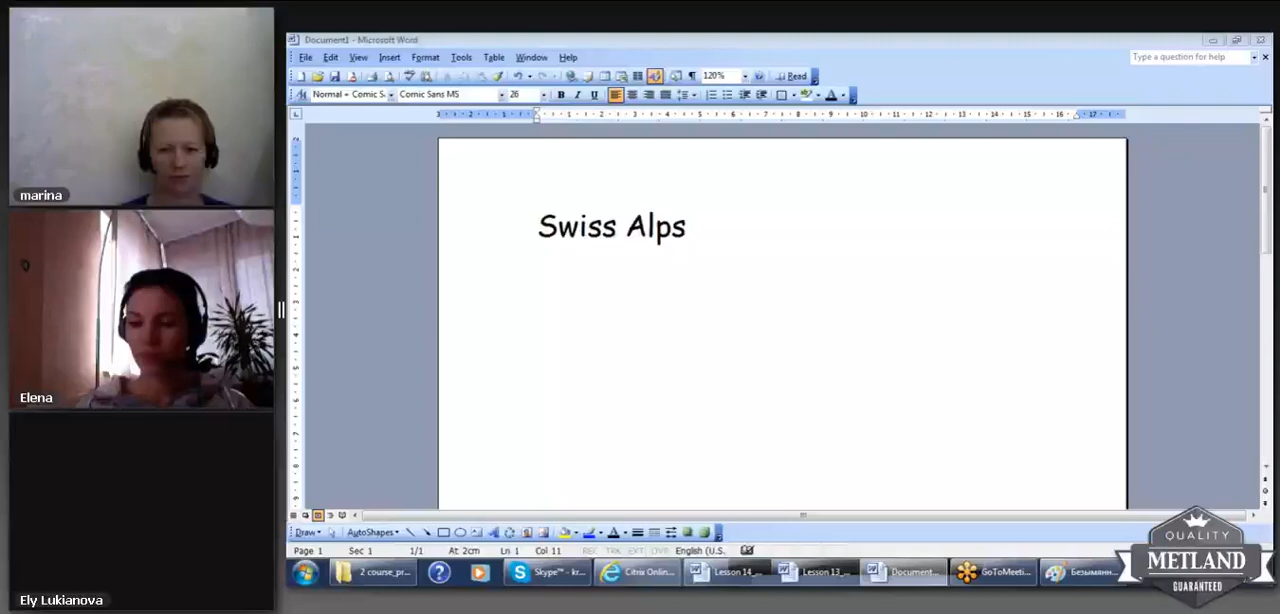 Document1 - Microsoft Word
File Edit View Insert Format Tools Table Window Help
Type a question for help
120%
Read
Normal + Comic S.
Comic Sans MS
26
B I U
Swiss Alps
marina
Elena
Ely Lukianova
Draw
AutoShapes
Page 1 Sec 1 1/1 At 2cm Ln 1 Col 11 REC TRK EXT OVR English (U.S.
2 course_pr...
Skype™ - kr...
Citrix Onlin...
Lesson 14_...
Lesson 13_...
Document...
GoToMeeti...
Безымянн...
QUALITY
METLAND
GUARANTEED